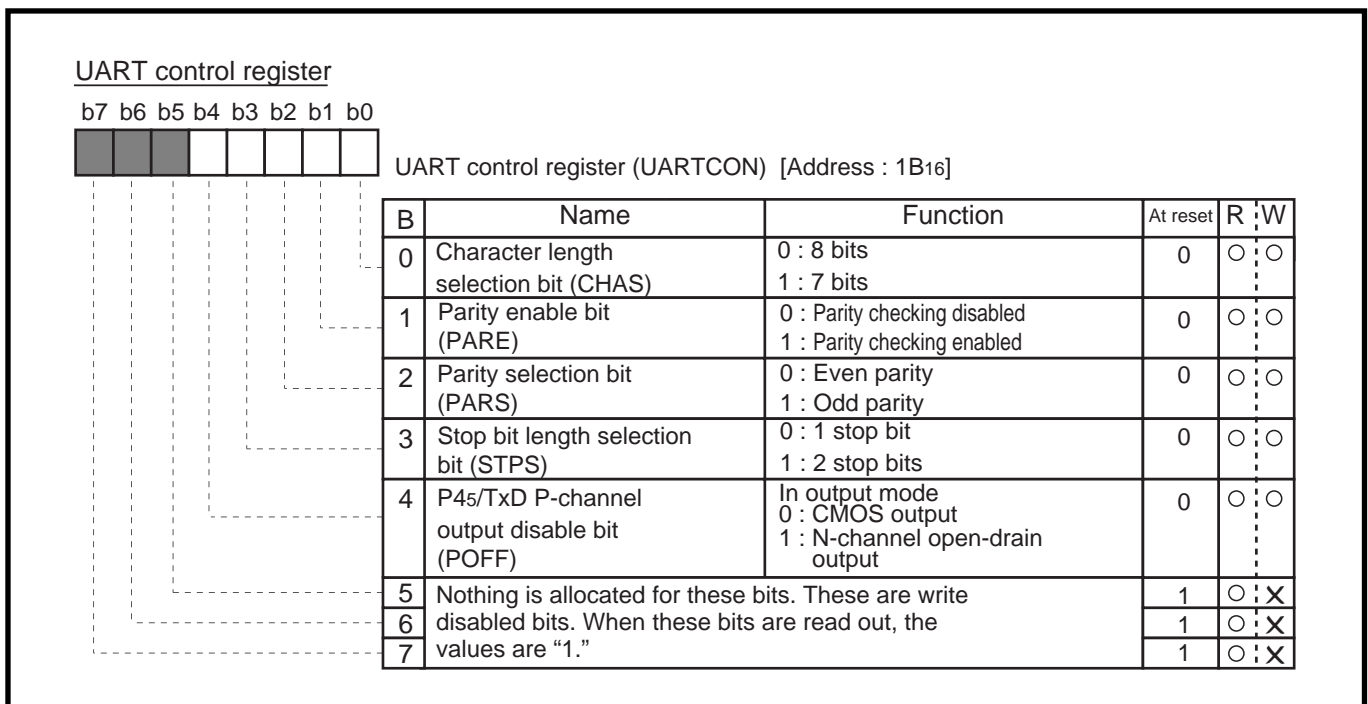 UART control register
b7 b6 b5 b4 b3 b2 b1 b0
UART control register (UARTCON) [Address : 1B16]
B Name Function At reset R W
0 Character length selection bit (CHAS) 0 : 8 bits 0 ○ ○
1 : 7 bits
1 Parity enable bit (PARE) 0 : Parity checking disabled 0 ○ ○
1 : Parity checking enabled
2 Parity selection bit (PARS) 0 : Even parity 0 ○ ○
1 : Odd parity
3 Stop bit length selection bit (STPS) 0 : 1 stop bit 0 ○ ○
1 : 2 stop bits
4 P45/TxD P-channel output disable bit (POFF) In output mode 0 ○ ○
0 : CMOS output
1 : N-channel open-drain
output
5 Nothing is allocated for these bits. These are write 1 ○ ×
6 disabled bits. When these bits are read out, the 1 ○ ×
7 values are “1.” 1 ○ ×